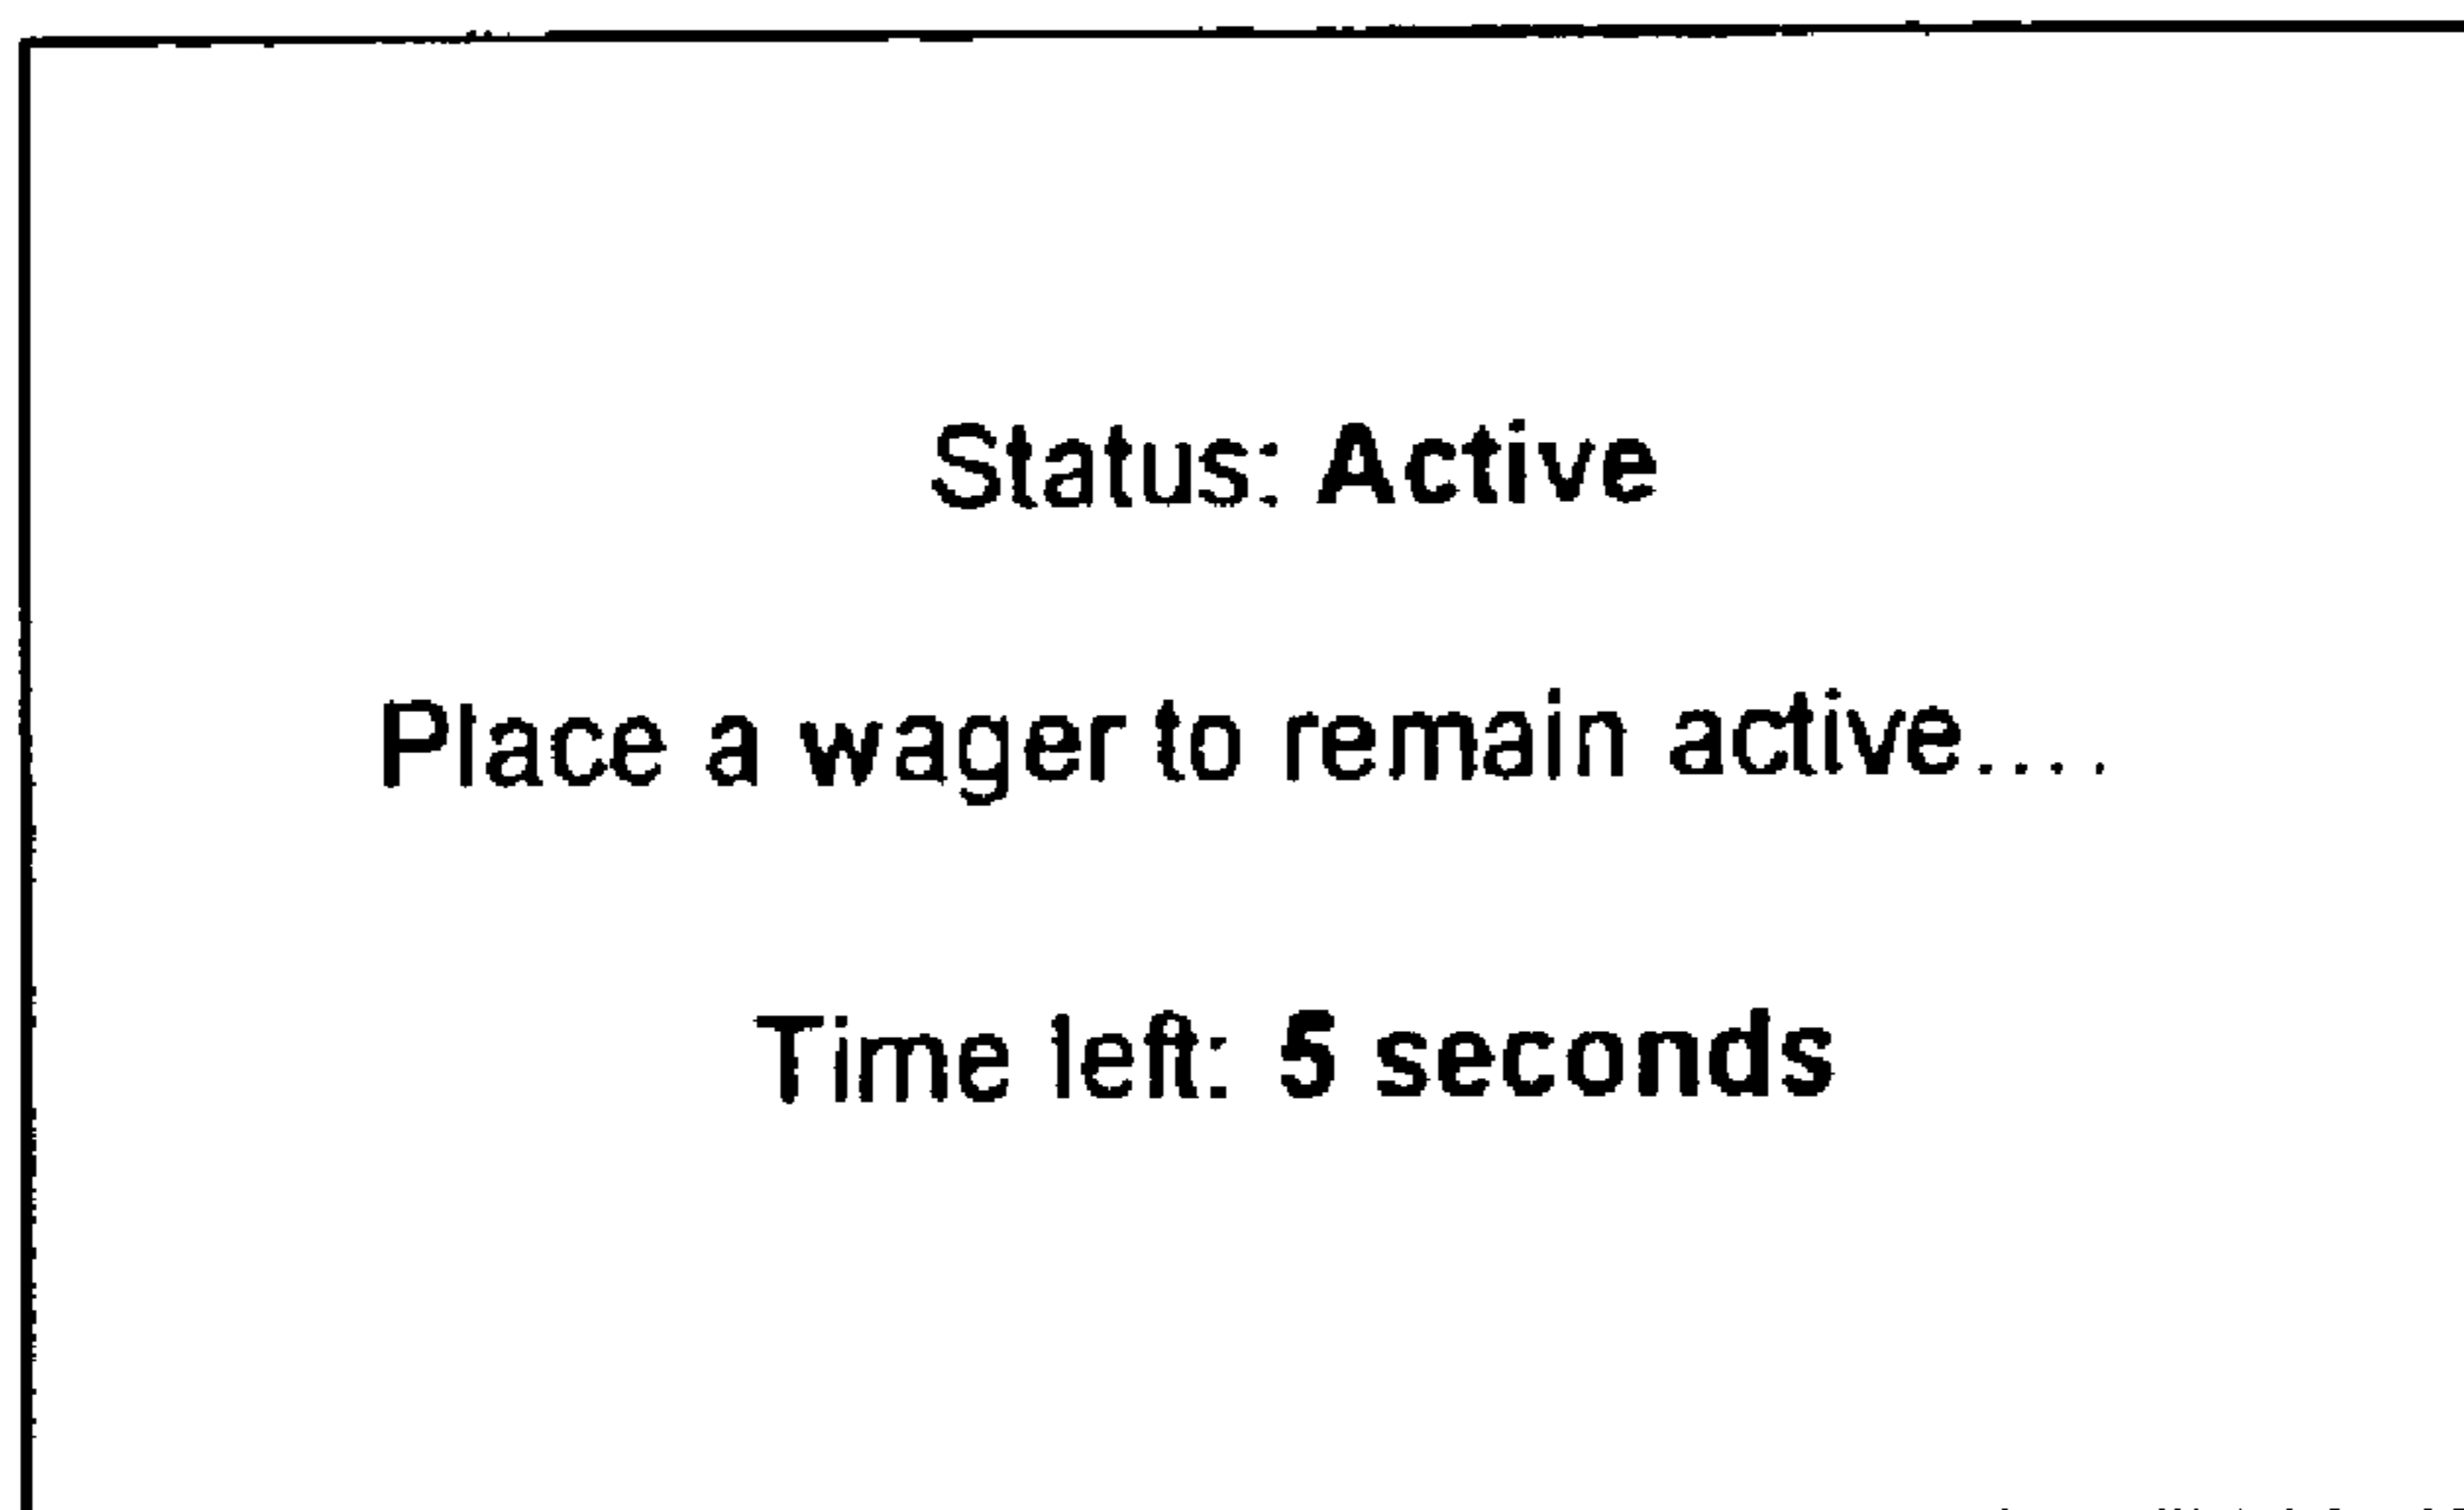 Status: Active
Place a wager to remain active....
Time left: 5 seconds